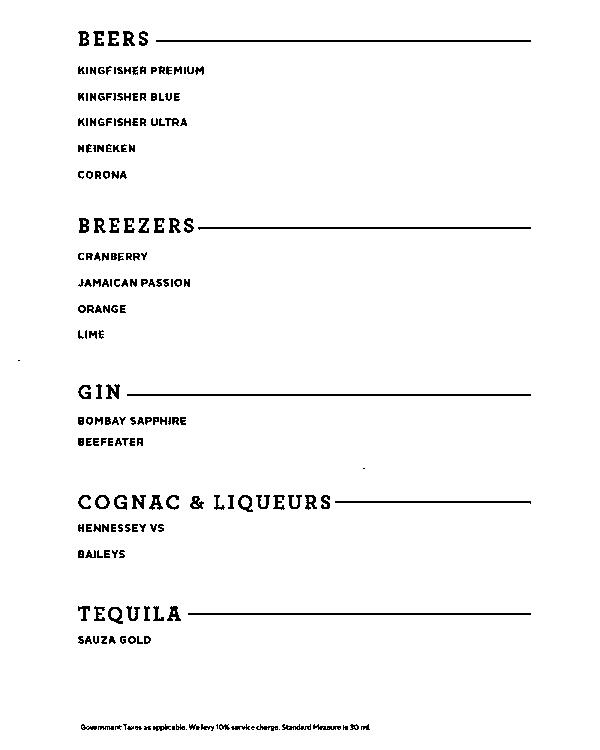 BEERS
KINGFISHER PREMIUM
KINGFISHER BLUE
KINGFISHER ULTRA
HEINEKEN
CORONA
BREEZERS
CRANBERRY
JAMAICAN PASSION
ORANGE
LIME
GIN
BOMBAY SAPPHIRE
BEEFEATER
COGNAC & LIQUEURS
HENNESSEY VS
BAILEYS
TEQUILA
SAUZA GOLD
Government Taxes as applicable. We levy 10% service charge. Standard Measure is 30 ml.